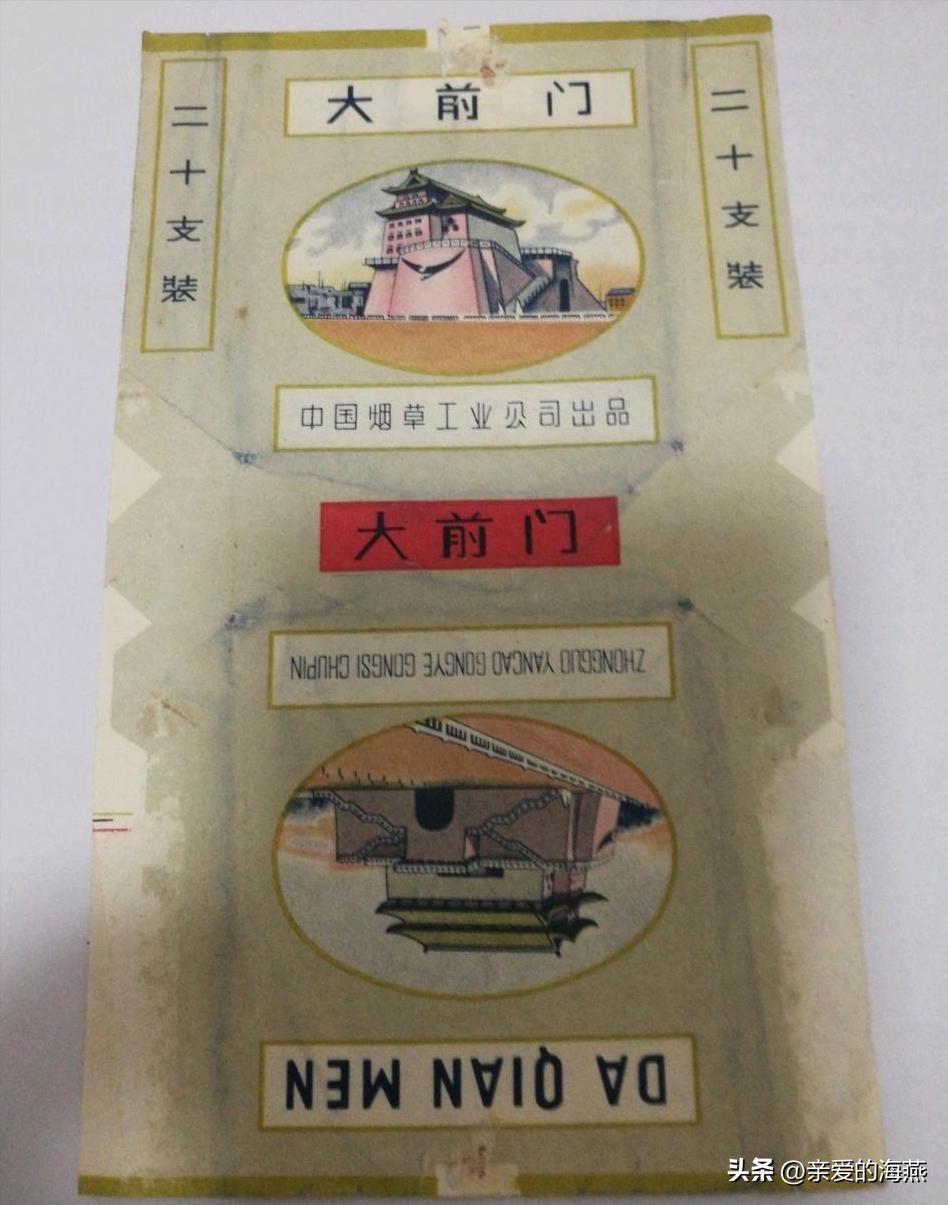 大前门
二十支装
二十支装
中国烟草工业公司出品
大前门
ZHONGGUO YANCAO GONGYE GONGSI CHUPIN
DA QIAN MEN
头条 @亲爱的海燕